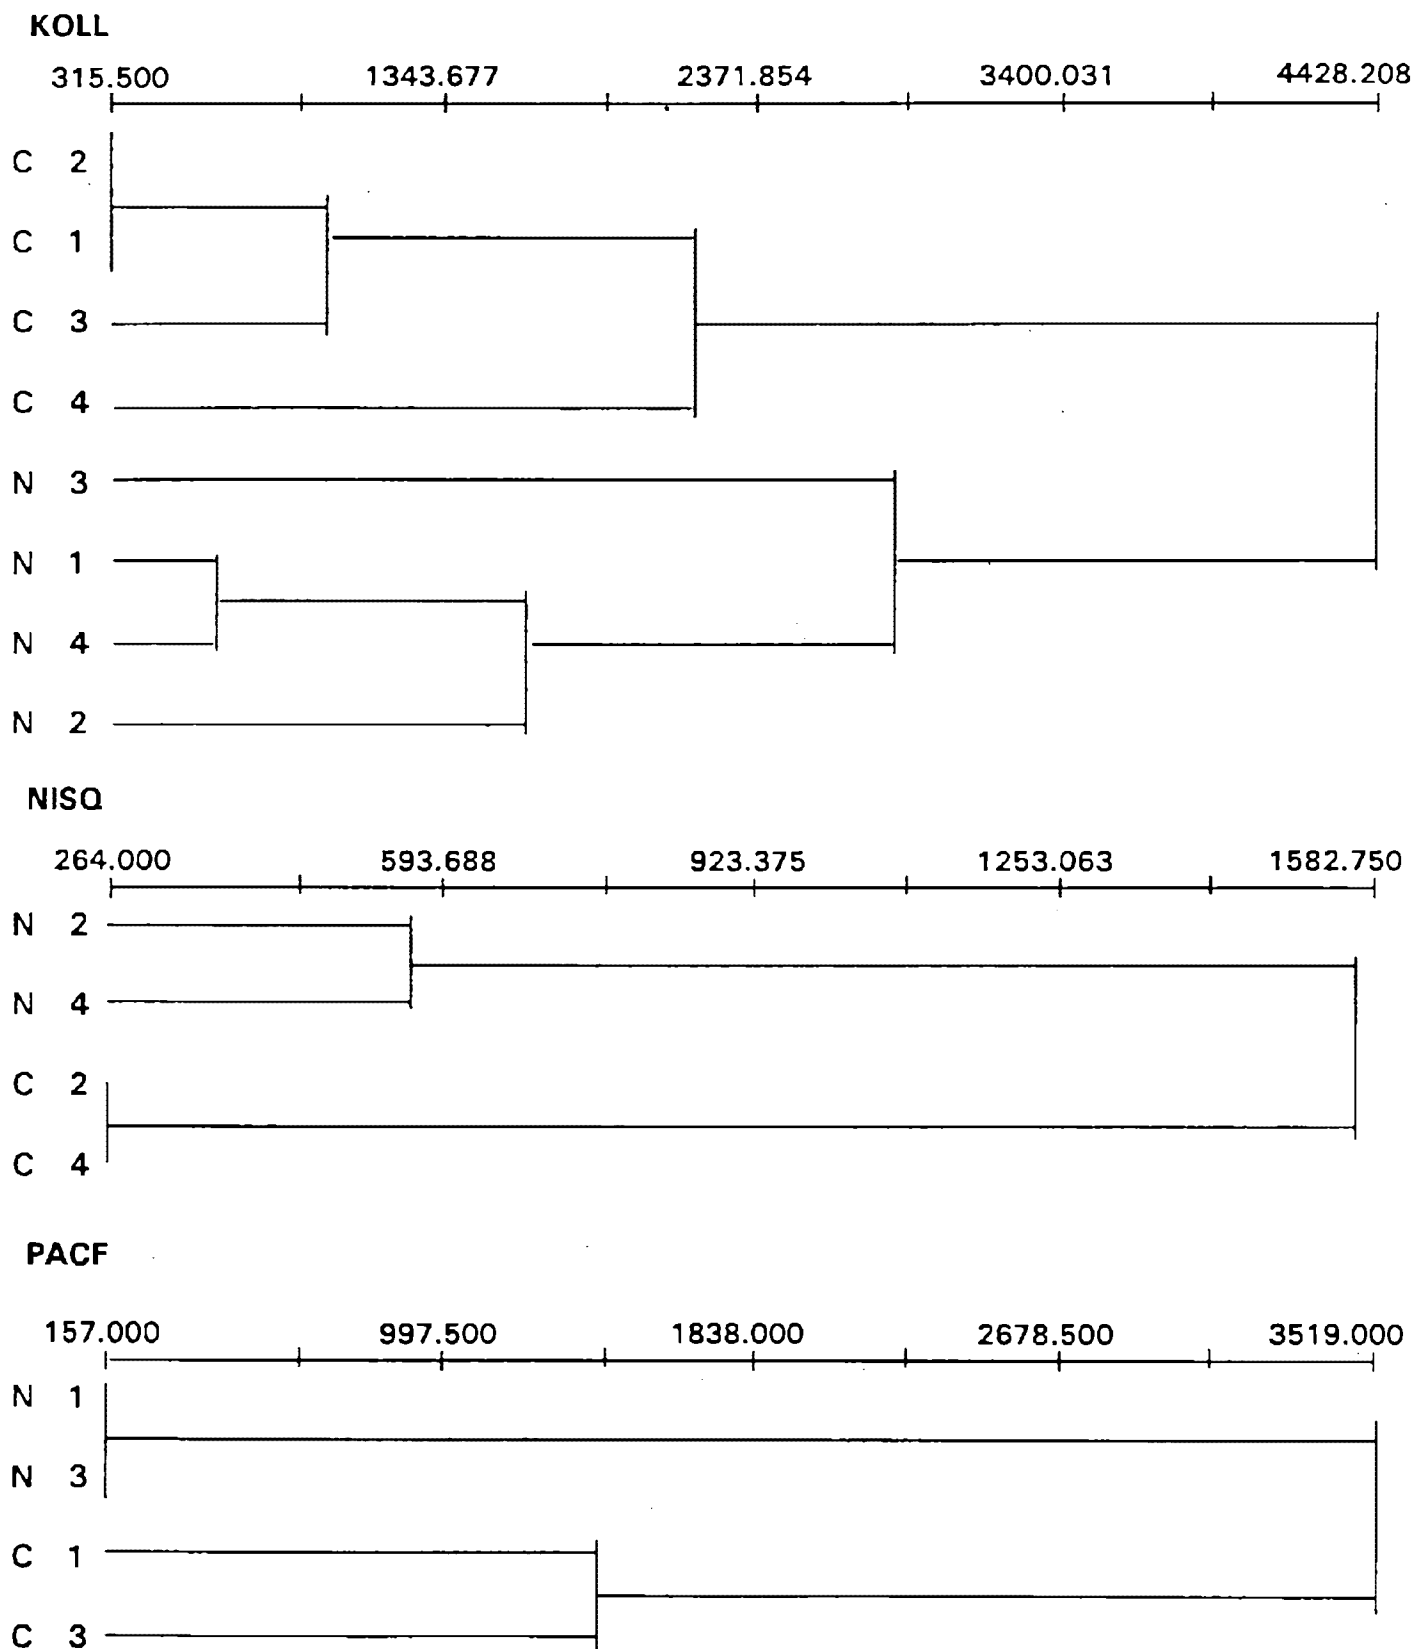 KOLL
315.500 1343.677 2371.854 3400.031 4428.208
C 2
C 1
C 3
C 4
N 3
N 1
N 4
N 2
NISQ
264.000 593.688 923.375 1253.063 1582.750
N 2
N 4
C 2
C 4
PACF
157.000 997.500 1838.000 2678.500 3519.000
N 1
N 3
C 1
C 3